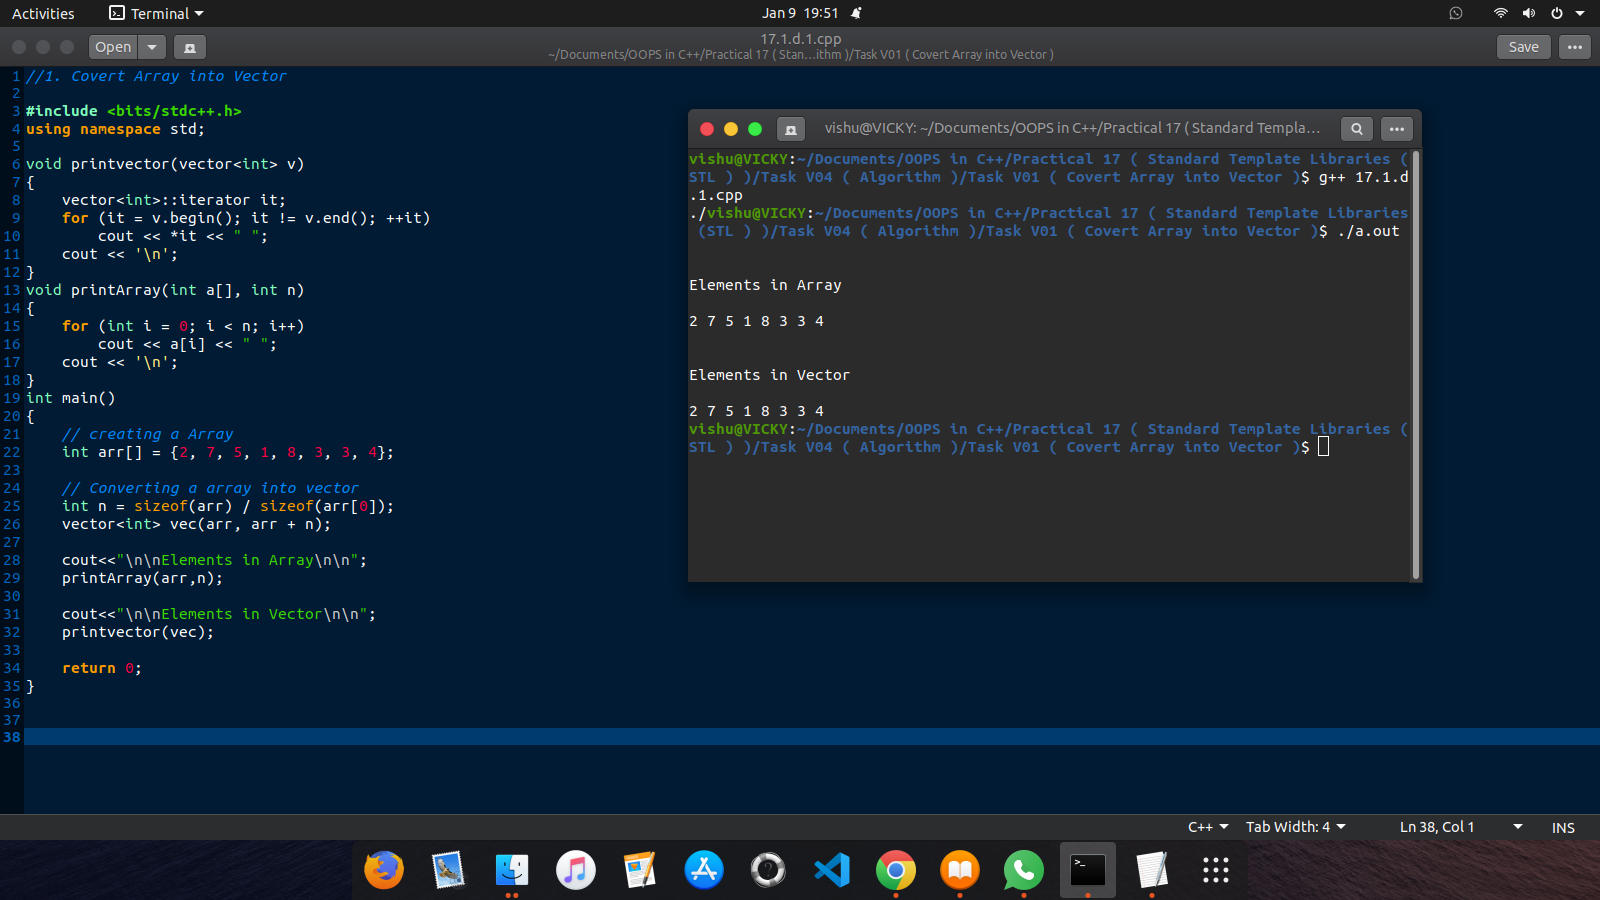 Activities Terminal Jan 9 19:51
Open 17.1.d.1.cpp Save
~/Documents/OOPS in C++/Practical 17 ( Stan...ithm )/Task V01 ( Covert Array into Vector )
1 //1. Covert Array into Vector
2
3 #include <bits/stdc++.h>
4 using namespace std;
5
6 void printvector(vector<int> v)
7 {
8     vector<int>::iterator it;
9     for (it = v.begin(); it != v.end(); ++it)
10         cout << *it << " ";
11     cout << '\n';
12 }
13 void printArray(int a[], int n)
14 {
15     for (int i = 0; i < n; i++)
16         cout << a[i] << " ";
17     cout << '\n';
18 }
19 int main()
20 {
21     // creating a Array
22     int arr[] = {2, 7, 5, 1, 8, 3, 3, 4};
23
24     // Converting a array into vector
25     int n = sizeof(arr) / sizeof(arr[0]);
26     vector<int> vec(arr, arr + n);
27
28     cout<<"\n\nElements in Array\n\n";
29     printArray(arr,n);
30
31     cout<<"\n\nElements in Vector\n\n";
32     printvector(vec);
33
34     return 0;
35 }
36
37
38
vishu@VICKY: ~/Documents/OOPS in C++/Practical 17 ( Standard Templa...
vishu@VICKY:~/Documents/OOPS in C++/Practical 17 ( Standard Template Libraries (
STL ) )/Task V04 ( Algorithm )/Task V01 ( Covert Array into Vector )$ g++ 17.1.d
.1.cpp
./vishu@VICKY:~/Documents/OOPS in C++/Practical 17 ( Standard Template Libraries
 (STL ) )/Task V04 ( Algorithm )/Task V01 ( Covert Array into Vector )$ ./a.out
Elements in Array
2 7 5 1 8 3 3 4
Elements in Vector
2 7 5 1 8 3 3 4
vishu@VICKY:~/Documents/OOPS in C++/Practical 17 ( Standard Template Libraries (
STL ) )/Task V04 ( Algorithm )/Task V01 ( Covert Array into Vector )$
C++ Tab Width: 4 Ln 38, Col 1 INS